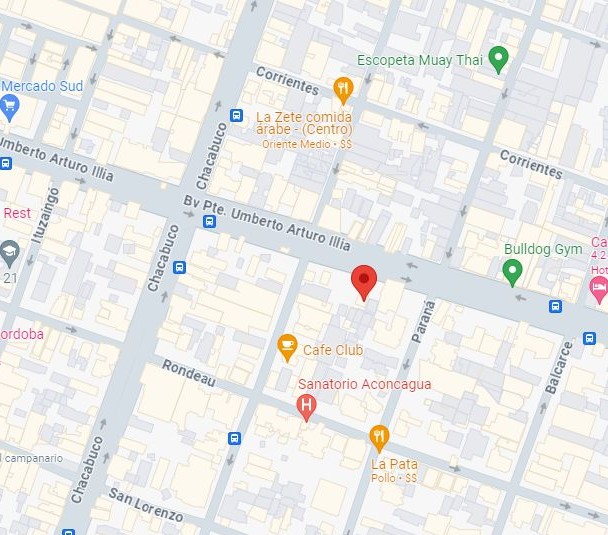 Escopeta Muay Thai
Corrientes
Mercado Sud
La Zete comida
árabe - (Centro)
Oriente Medio • $$
Chacabuco
Corrientes
Umberto Arturo Illia
Bv Pte. Umberto Arturo Illia
Ituzaingó
Rest
21
Chacabuco
Bulldog Gym
Ca
4.2
Hot
Paraná
Cafe Club
ordoba
Rondeau
Balcarce
Sanatorio Aconcagua
H
La Pata
Pollo • $$
l campanario
Chacabuco
San Lorenzo